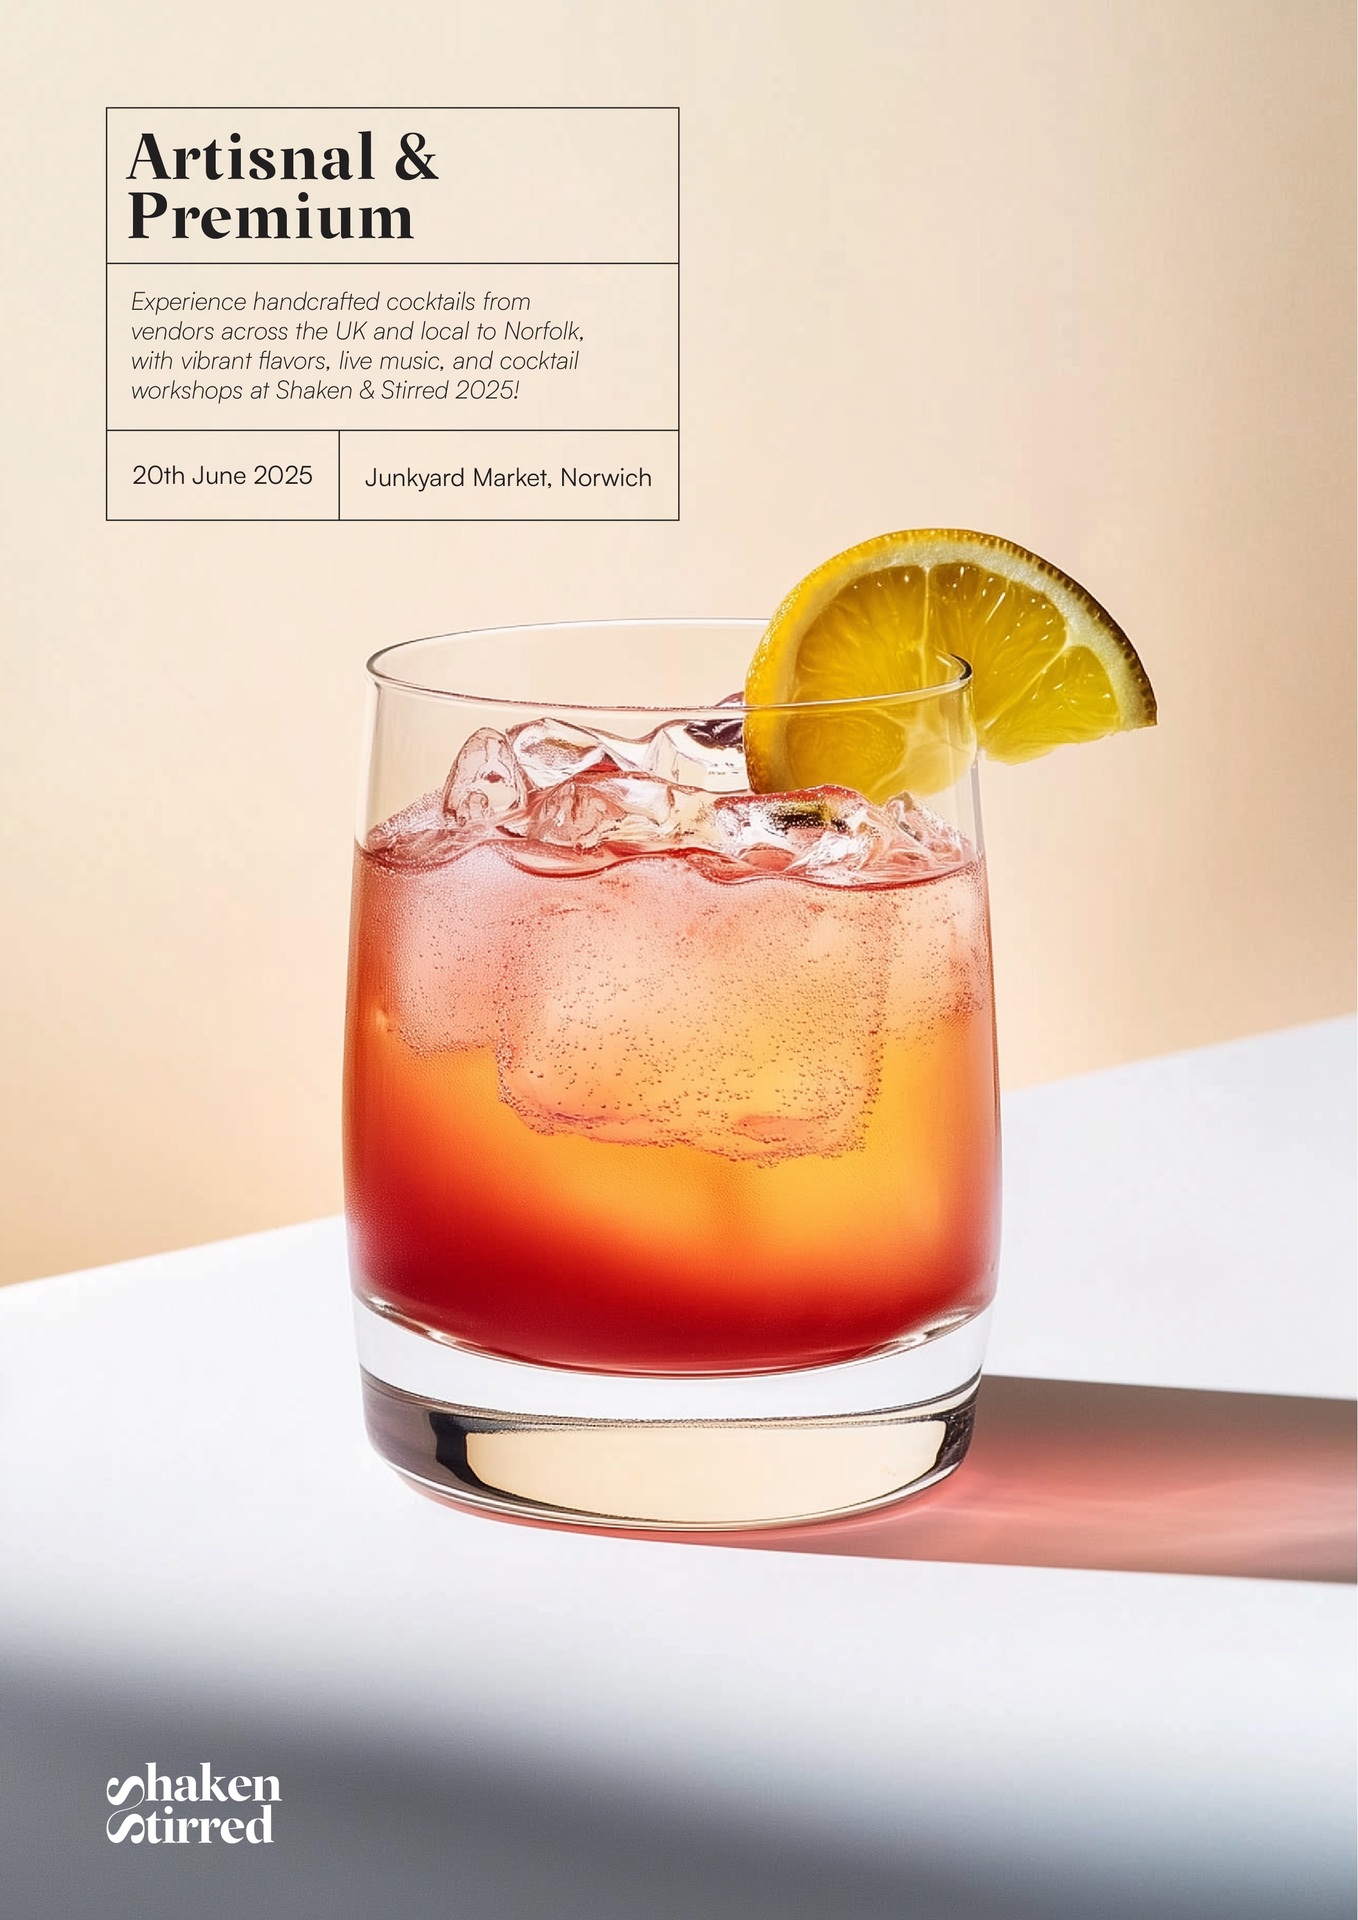 Artisnal &
Premium
Experience handcrafted cocktails from
vendors across the UK and local to Norfolk,
with vibrant flavors, live music, and cocktail
workshops at Shaken & Stirred 2025!
20th June 2025
Junkyard Market, Norwich
Shaken
Stirred